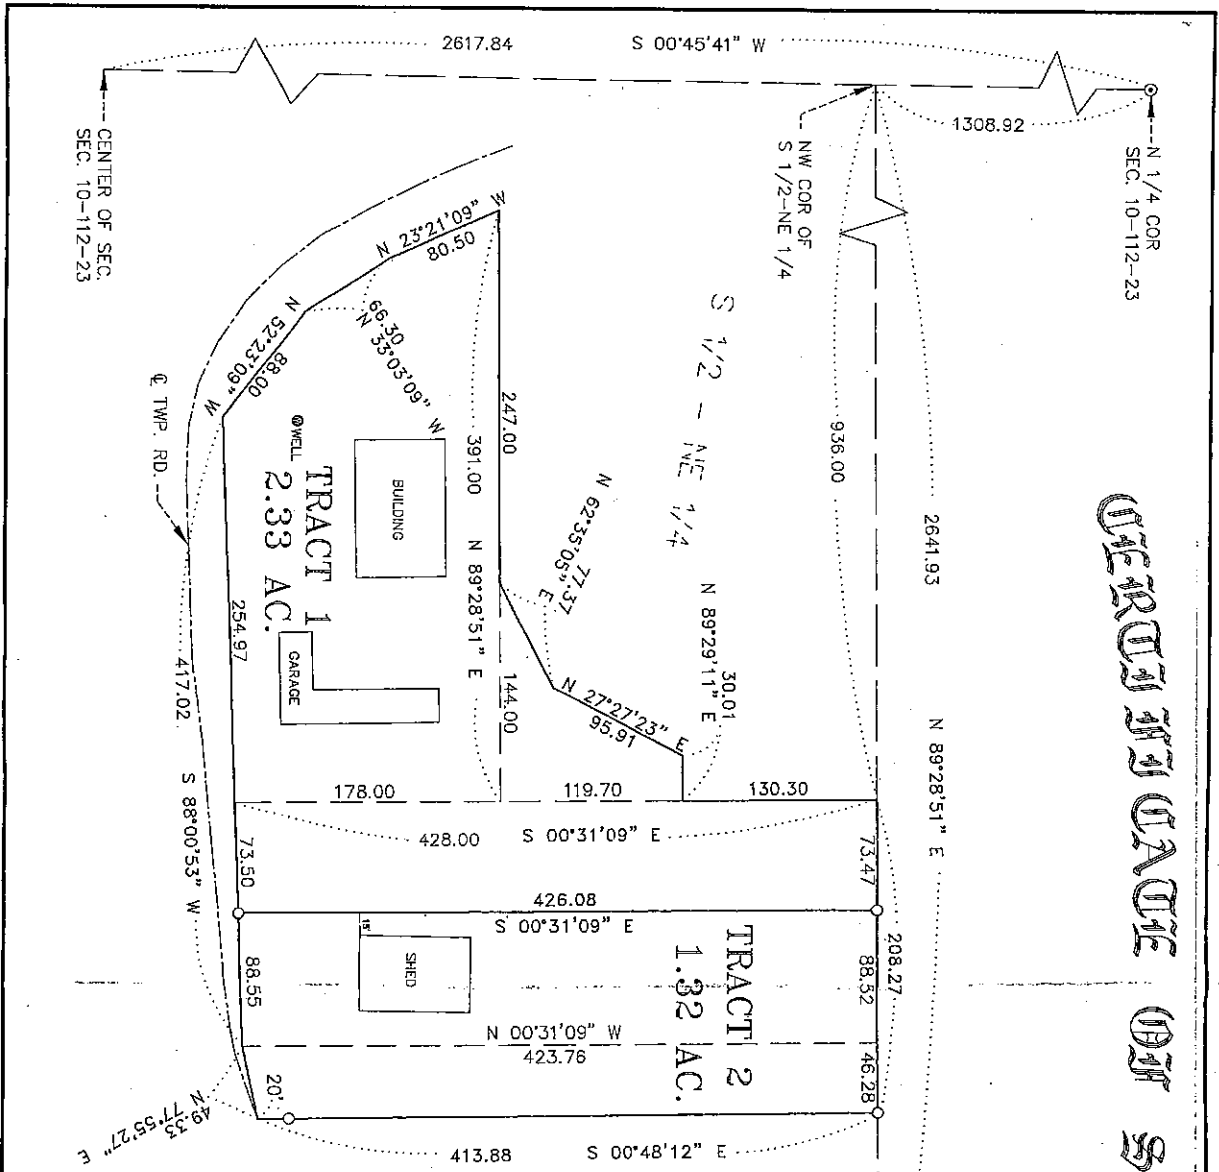 2617.84
S 00°45'41" W
1308.92
N 1/4 COR
SEC. 10-112-23
CENTER OF SEC.
SEC. 10-112-23
NW COR OF
S 1/2-NE 1/4
S 1/2 - NE 1/4
936.00
2641.93
N 89°28'51" E
CERTIFICATE OF S
N 23°21'09" W
80.50
66.30
N 33°03'09" W
N 52°23'09" W
88.00
247.00
391.00
N 89°28'51" E
144.00
N 62°35'05" E
77.37
N 27°27'23" E
95.91
N 89°29'11" E
30.01
℄ TWP. RD.
WELL
BUILDING
TRACT 1
2.33 AC.
GARAGE
254.97
417.02
S 88°00'53" W
178.00
119.70
130.30
428.00
S 00°31'09" E
73.50
73.47
426.08
S 00°31'09" E
15'
SHED
TRACT 2
1.32 AC.
208.27
88.55
88.52
N 00°31'09" W
423.76
46.28
20'
49.33
N 77°55'27" E
413.88
S 00°48'12" E